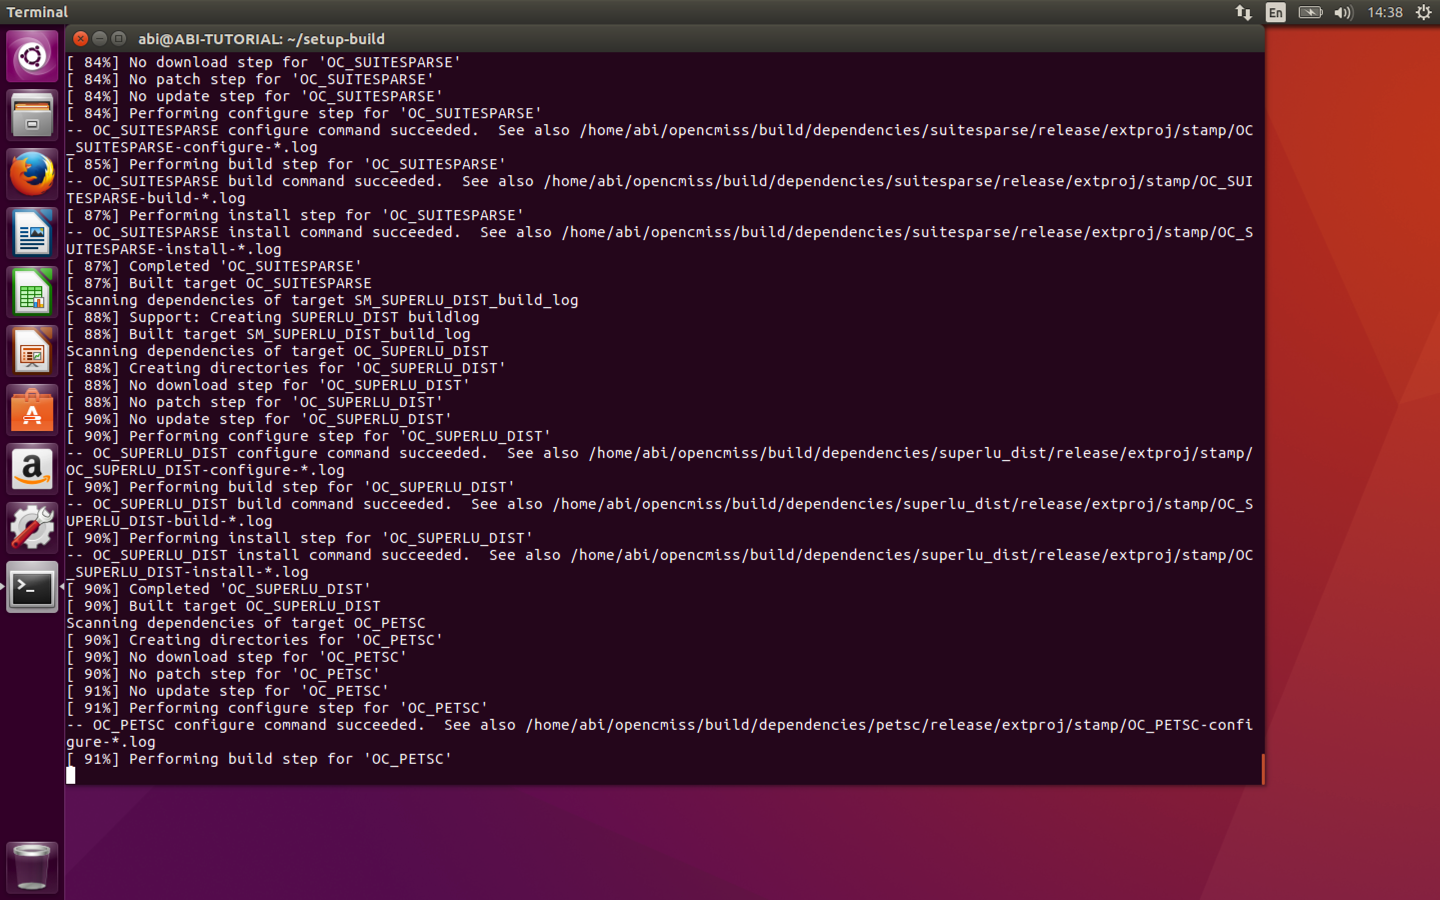 Terminal
En
14:38
abi@ABI-TUTORIAL: ~/setup-build
[ 84%] No download step for 'OC_SUITESPARSE'
[ 84%] No patch step for 'OC_SUITESPARSE'
[ 84%] No update step for 'OC_SUITESPARSE'
[ 84%] Performing configure step for 'OC_SUITESPARSE'
-- OC_SUITESPARSE configure command succeeded.  See also /home/abi/opencmiss/build/dependencies/suitesparse/release/extproj/stamp/OC
_SUITESPARSE-configure-*.log
[ 85%] Performing build step for 'OC_SUITESPARSE'
-- OC_SUITESPARSE build command succeeded.  See also /home/abi/opencmiss/build/dependencies/suitesparse/release/extproj/stamp/OC_SUI
TESPARSE-build-*.log
[ 87%] Performing install step for 'OC_SUITESPARSE'
-- OC_SUITESPARSE install command succeeded.  See also /home/abi/opencmiss/build/dependencies/suitesparse/release/extproj/stamp/OC_S
UITESPARSE-install-*.log
[ 87%] Completed 'OC_SUITESPARSE'
[ 87%] Built target OC_SUITESPARSE
Scanning dependencies of target SM_SUPERLU_DIST_build_log
[ 88%] Support: Creating SUPERLU_DIST buildlog
[ 88%] Built target SM_SUPERLU_DIST_build_log
Scanning dependencies of target OC_SUPERLU_DIST
[ 88%] Creating directories for 'OC_SUPERLU_DIST'
[ 88%] No download step for 'OC_SUPERLU_DIST'
[ 88%] No patch step for 'OC_SUPERLU_DIST'
[ 90%] No update step for 'OC_SUPERLU_DIST'
[ 90%] Performing configure step for 'OC_SUPERLU_DIST'
-- OC_SUPERLU_DIST configure command succeeded.  See also /home/abi/opencmiss/build/dependencies/superlu_dist/release/extproj/stamp/
OC_SUPERLU_DIST-configure-*.log
[ 90%] Performing build step for 'OC_SUPERLU_DIST'
-- OC_SUPERLU_DIST build command succeeded.  See also /home/abi/opencmiss/build/dependencies/superlu_dist/release/extproj/stamp/OC_S
UPERLU_DIST-build-*.log
[ 90%] Performing install step for 'OC_SUPERLU_DIST'
-- OC_SUPERLU_DIST install command succeeded.  See also /home/abi/opencmiss/build/dependencies/superlu_dist/release/extproj/stamp/OC
_SUPERLU_DIST-install-*.log
[ 90%] Completed 'OC_SUPERLU_DIST'
[ 90%] Built target OC_SUPERLU_DIST
Scanning dependencies of target OC_PETSC
[ 90%] Creating directories for 'OC_PETSC'
[ 90%] No download step for 'OC_PETSC'
[ 90%] No patch step for 'OC_PETSC'
[ 91%] No update step for 'OC_PETSC'
[ 91%] Performing configure step for 'OC_PETSC'
-- OC_PETSC configure command succeeded.  See also /home/abi/opencmiss/build/dependencies/petsc/release/extproj/stamp/OC_PETSC-confi
gure-*.log
[ 91%] Performing build step for 'OC_PETSC'